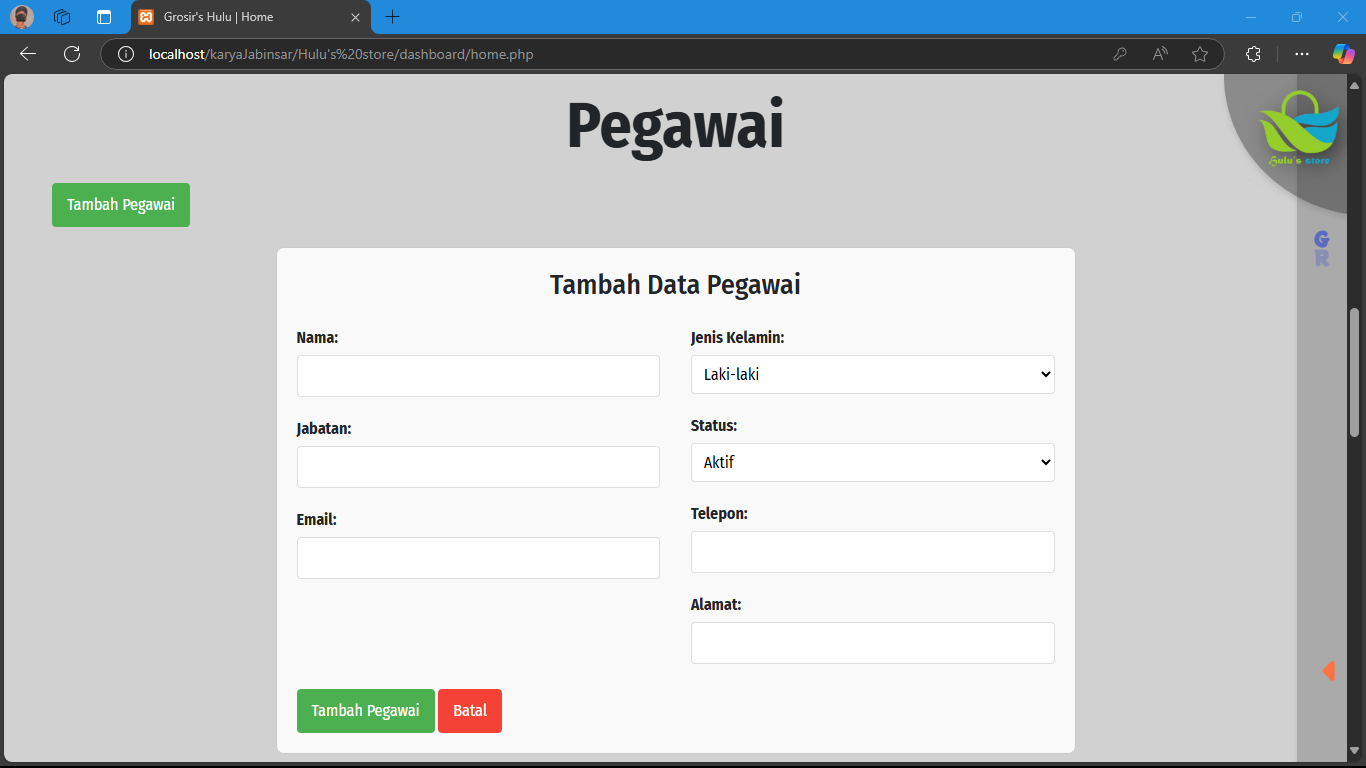 Grosir's Hulu | Home
localhost/karyaJabinsar/Hulu's%20store/dashboard/home.php
Pegawai
Hulu's store
Tambah Pegawai
G
R
Tambah Data Pegawai
Nama:
Jenis Kelamin:
Laki-laki
Jabatan:
Status:
Aktif
Email:
Telepon:
Alamat:
Tambah Pegawai
Batal